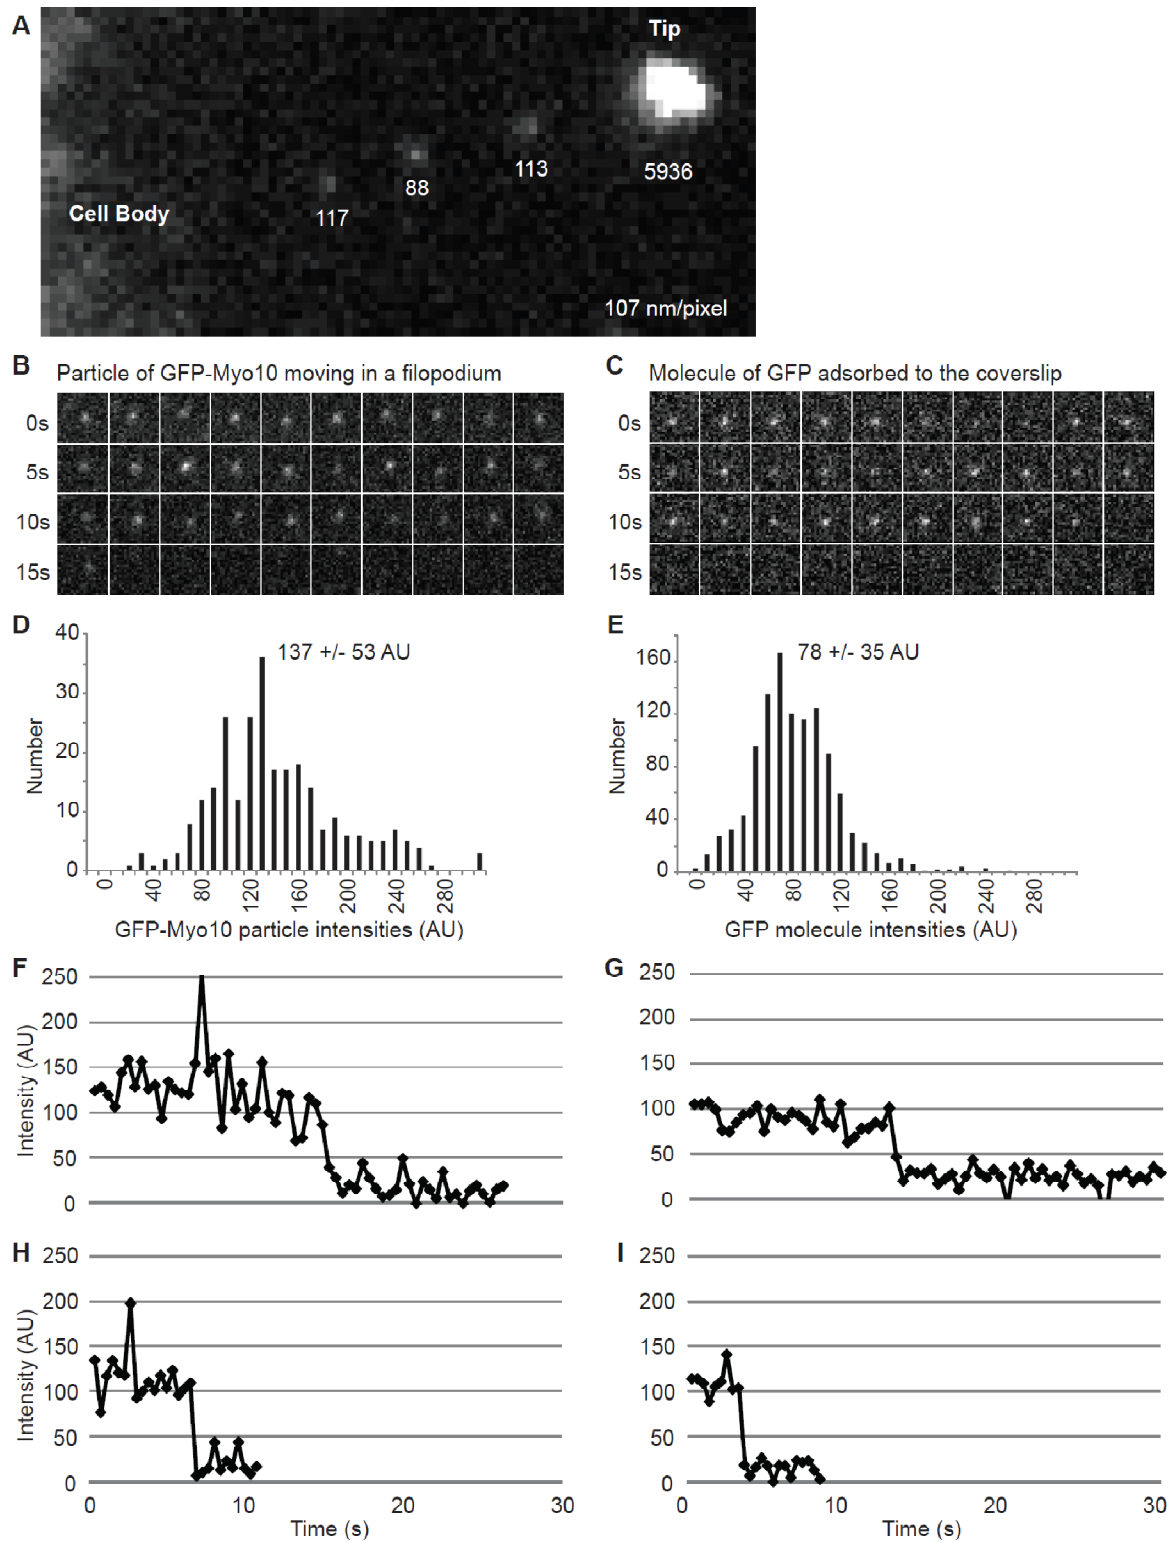 A
Tip
113
5936
88
117
Cell Body
107 nm/pixel
B Particle of GFP-Myo10 moving in a filopodium
0s
5s
10s
15s
C Molecule of GFP adsorbed to the coverslip
0s
5s
10s
15s
D
137 +/- 53 AU
40
30
20
10
0
Number
0 40 80 120 160 200 240 280
GFP-Myo10 particle intensities (AU)
E
78 +/- 35 AU
160
120
80
40
0
Number
0 40 80 120 160 200 240 280
GFP molecule intensities (AU)
F
250
200
150
100
50
0
Intensity (AU)
G
250
200
150
100
50
0
H
250
200
150
100
50
0
Intensity (AU)
0 10 20 30
Time (s)
I
250
200
150
100
50
0
0 10 20 30
Time (s)